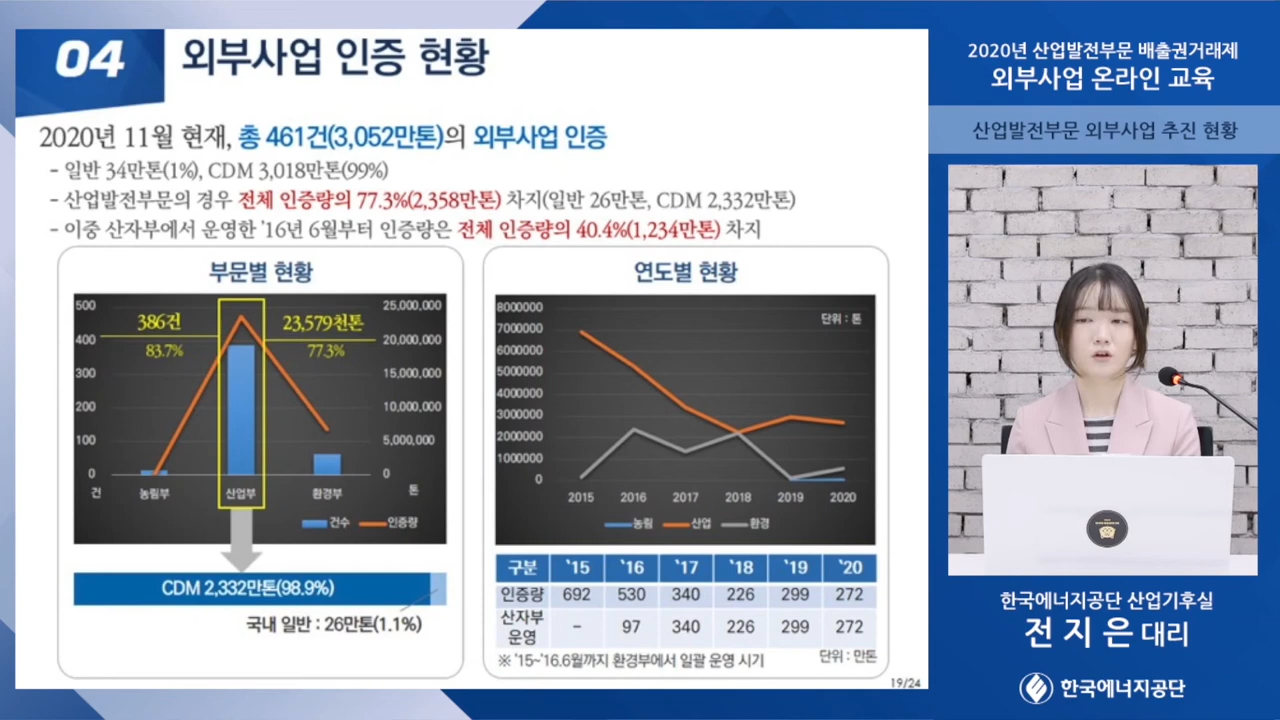 04 외부사업 인증 현황
2020년 11월 현재, 총 461건(3,052만톤)의 외부사업 인증
- 일반 34만톤(1%), CDM 3,018만톤(99%)
- 산업발전부문의 경우 전체 인증량의 77.3%(2,358만톤) 차지(일반 26만톤, CDM 2,332만톤)
- 이중 산자부에서 운영한 '16년 6월부터 인증량은 전체 인증량의 40.4%(1,234만톤) 차지
부문별 현황
500
400
300
200
100
0
건
25,000,000
20,000,000
15,000,000
10,000,000
5,000,000
0
톤
386건
83.7%
23,579천톤
77.3%
농림부 산업부 환경부
건수 인증량
CDM 2,332만톤(98.9%)
국내 일반 : 26만톤(1.1%)
연도별 현황
단위 : 톤
8000000
7000000
6000000
5000000
4000000
3000000
2000000
1000000
0
2015 2016 2017 2018 2019 2020
농림 산업 환경
구분 '15 '16 '17 '18 '19 '20
인증량 692 530 340 226 299 272
산자부
운영 - 97 340 226 299 272
※ '15~'16.6월까지 환경부에서 일괄 운영 시기 단위 : 만톤
19/24
2020년 산업발전부문 배출권거래제
외부사업 온라인 교육
산업발전부문 외부사업 추진 현황
한국에너지공단 산업기후실
전 지 은 대리
한국에너지공단